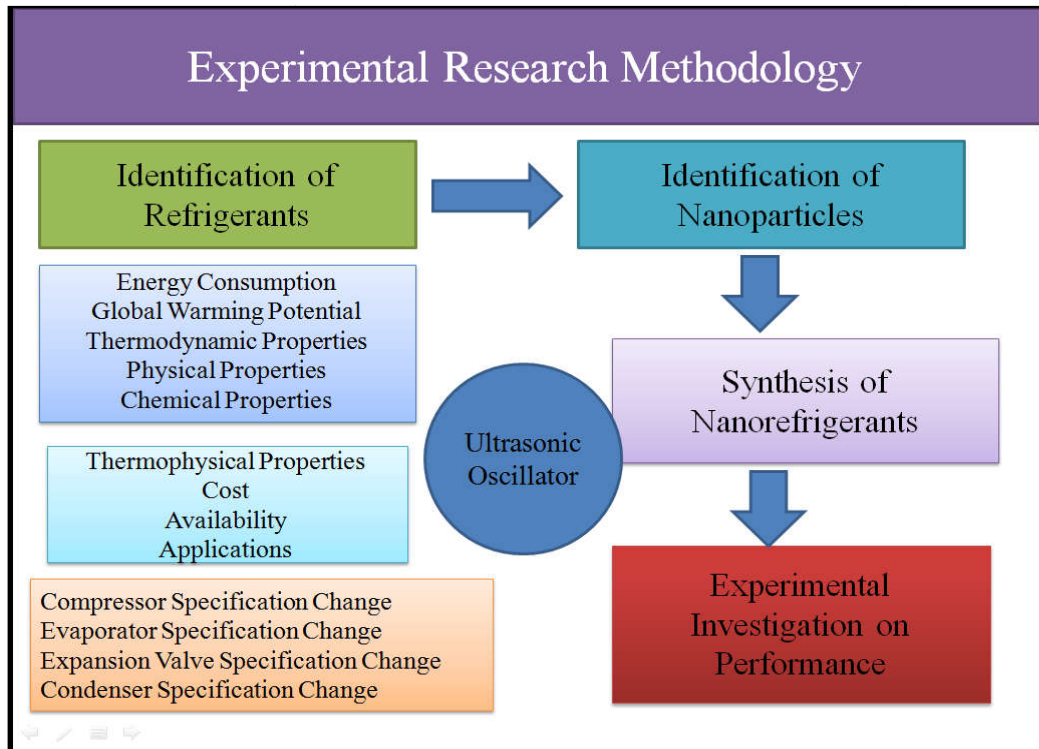 Experimental Research Methodology
Identification of
Refrigerants
Identification of
Nanoparticles
Energy Consumption
Global Warming Potential
Thermodynamic Properties
Physical Properties
Chemical Properties
Synthesis of
Nanorefrigerants
Ultrasonic
Oscillator
Thermophysical Properties
Cost
Availability
Applications
Experimental
Investigation on
Performance
Compressor Specification Change
Evaporator Specification Change
Expansion Valve Specification Change
Condenser Specification Change